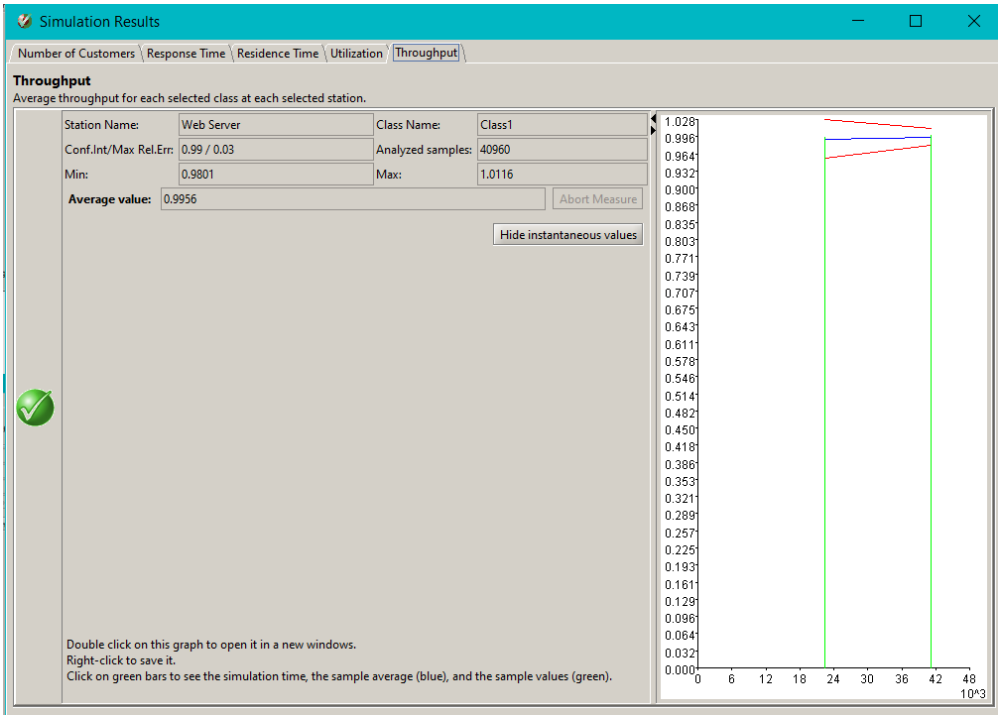 Simulation Results
Number of Customers Response Time Residence Time Utilization Throughput
Throughput
Average throughput for each selected class at each selected station.
Station Name: Web Server Class Name: Class1
Conf.Int/Max Rel.Err: 0.99 / 0.03 Analyzed samples: 40960
Min: 0.9801 Max: 1.0116
Average value: 0.9956 Abort Measure
Hide instantaneous values
Double click on this graph to open it in a new windows.
Right-click to save it.
Click on green bars to see the simulation time, the sample average (blue), and the sample values (green).
1.028
0.996
0.964
0.932
0.900
0.868
0.835
0.803
0.771
0.739
0.707
0.675
0.643
0.611
0.578
0.546
0.514
0.482
0.450
0.418
0.386
0.353
0.321
0.289
0.257
0.225
0.193
0.161
0.129
0.096
0.064
0.032
0.000
0 6 12 18 24 30 36 42 48
10^3